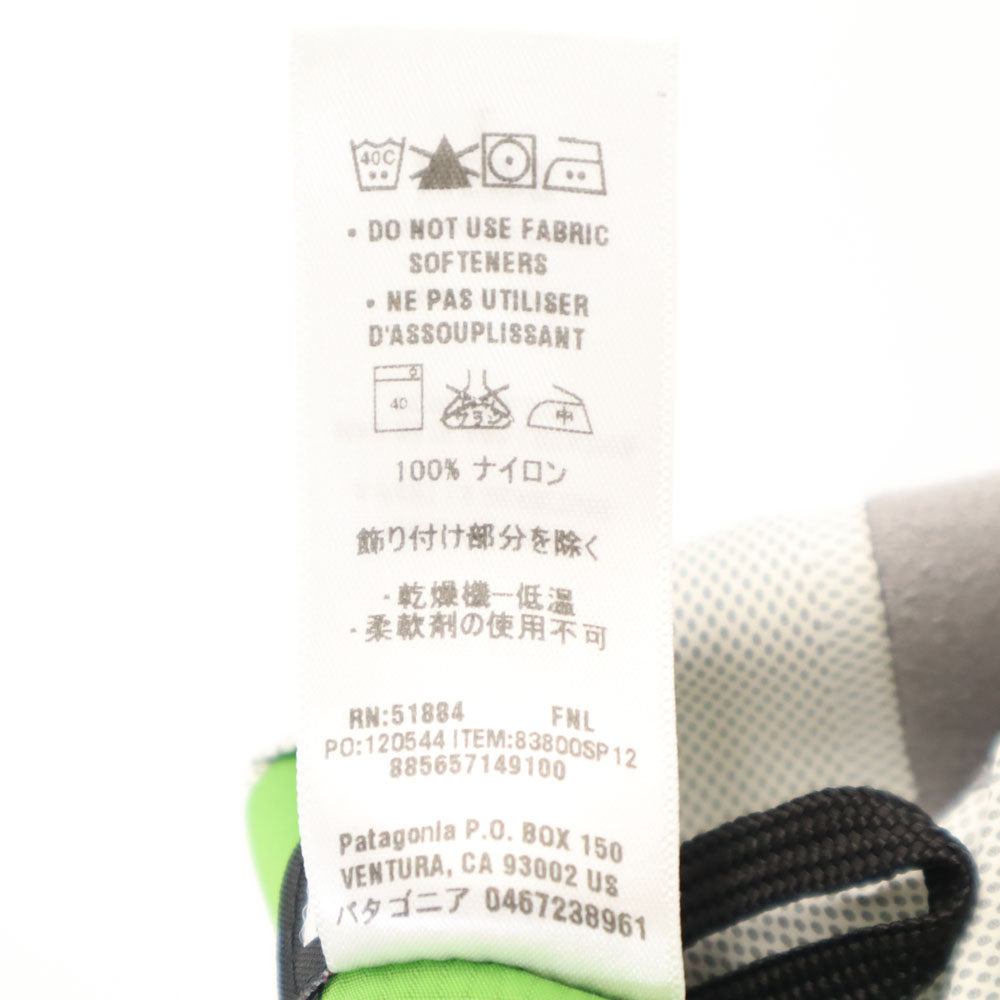 40C
• DO NOT USE FABRIC
SOFTENERS
• NE PAS UTILISER
D'ASSOUPLISSANT
40 中
100% ナイロン
飾り付け部分を除く
・乾燥機ー低温
・柔軟剤の使用不可
RN:51884 FNL
PO:120544 ITEM:83800SP12
885657149100
Patagonia P.O. BOX 150
VENTURA, CA 93002 US
パタゴニア 0467238961